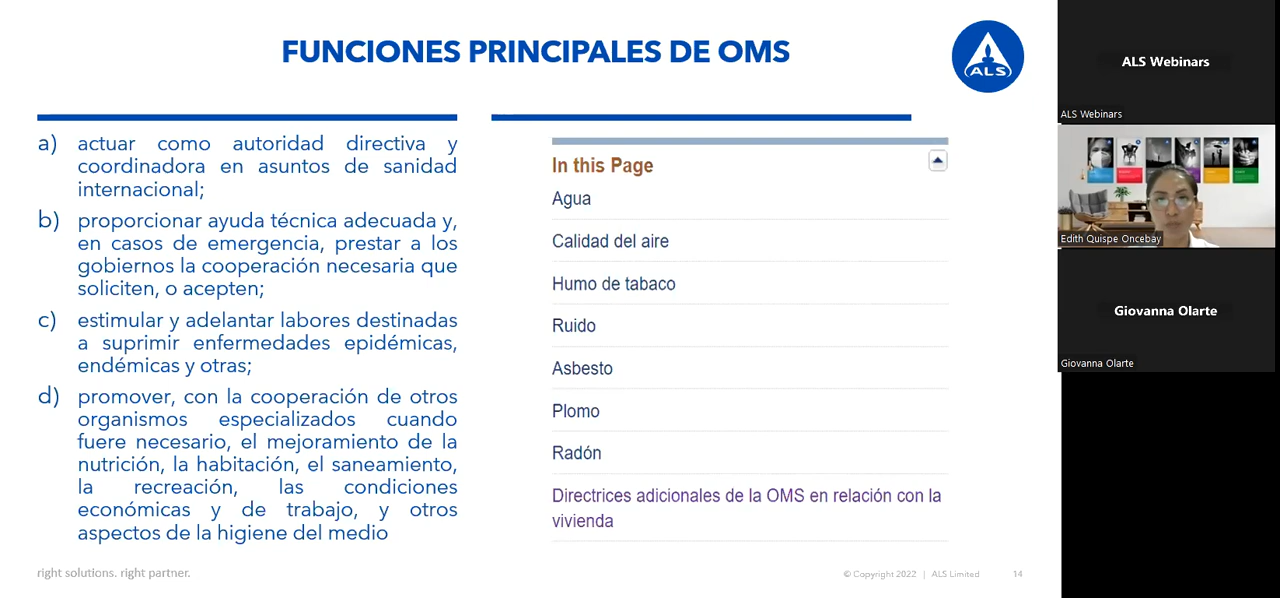 FUNCIONES PRINCIPALES DE OMS
ALS
a) actuar como autoridad directiva y
coordinadora en asuntos de sanidad
internacional;
b) proporcionar ayuda técnica adecuada y,
en casos de emergencia, prestar a los
gobiernos la cooperación necesaria que
soliciten, o acepten;
c) estimular y adelantar labores destinadas
a suprimir enfermedades epidémicas,
endémicas y otras;
d) promover, con la cooperación de otros
organismos especializados cuando
fuere necesario, el mejoramiento de la
nutrición, la habitación, el saneamiento,
la recreación, las condiciones
económicas y de trabajo, y otros
aspectos de la higiene del medio
In this Page
Agua
Calidad del aire
Humo de tabaco
Ruido
Asbesto
Plomo
Radón
Directrices adicionales de la OMS en relación con la
vivienda
right solutions. right partner.
© Copyright 2022 | ALS Limited 14
ALS Webinars
ALS Webinars
Edith Quispe Oncebay
Giovanna Olarte
Giovanna Olarte